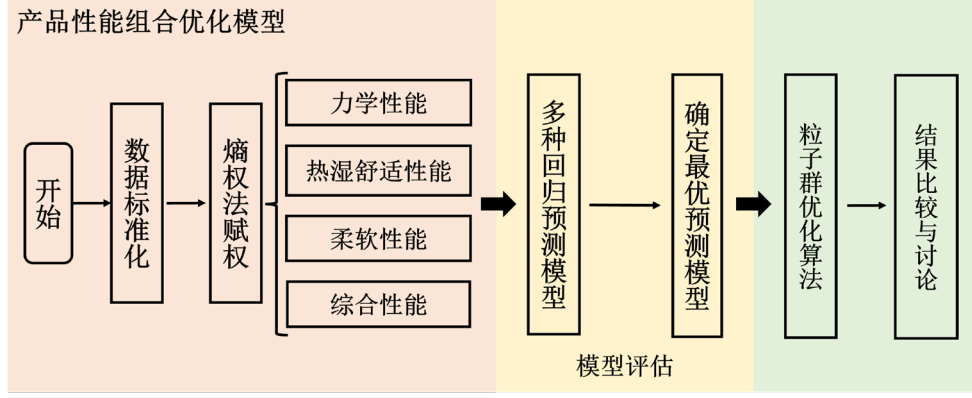 产品性能组合优化模型
开始
数据标准化
熵权法赋权
力学性能
热湿舒适性能
柔软性能
综合性能
多种回归预测模型
确定最优预测模型
模型评估
粒子群优化算法
结果比较与讨论